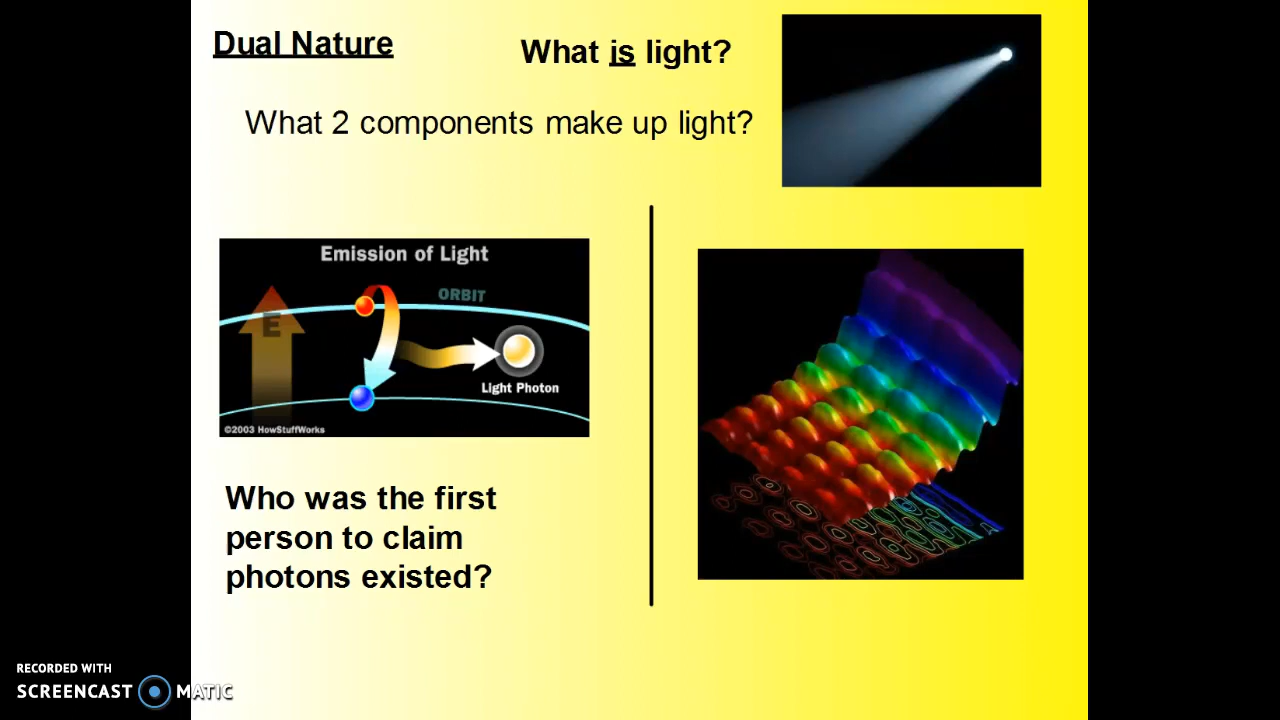 Dual Nature
What is light?
What 2 components make up light?
Emission of Light
ORBIT
E
Light Photon
©2003 HowStuffWorks
Who was the first
person to claim
photons existed?
RECORDED WITH
SCREENCAST MATIC